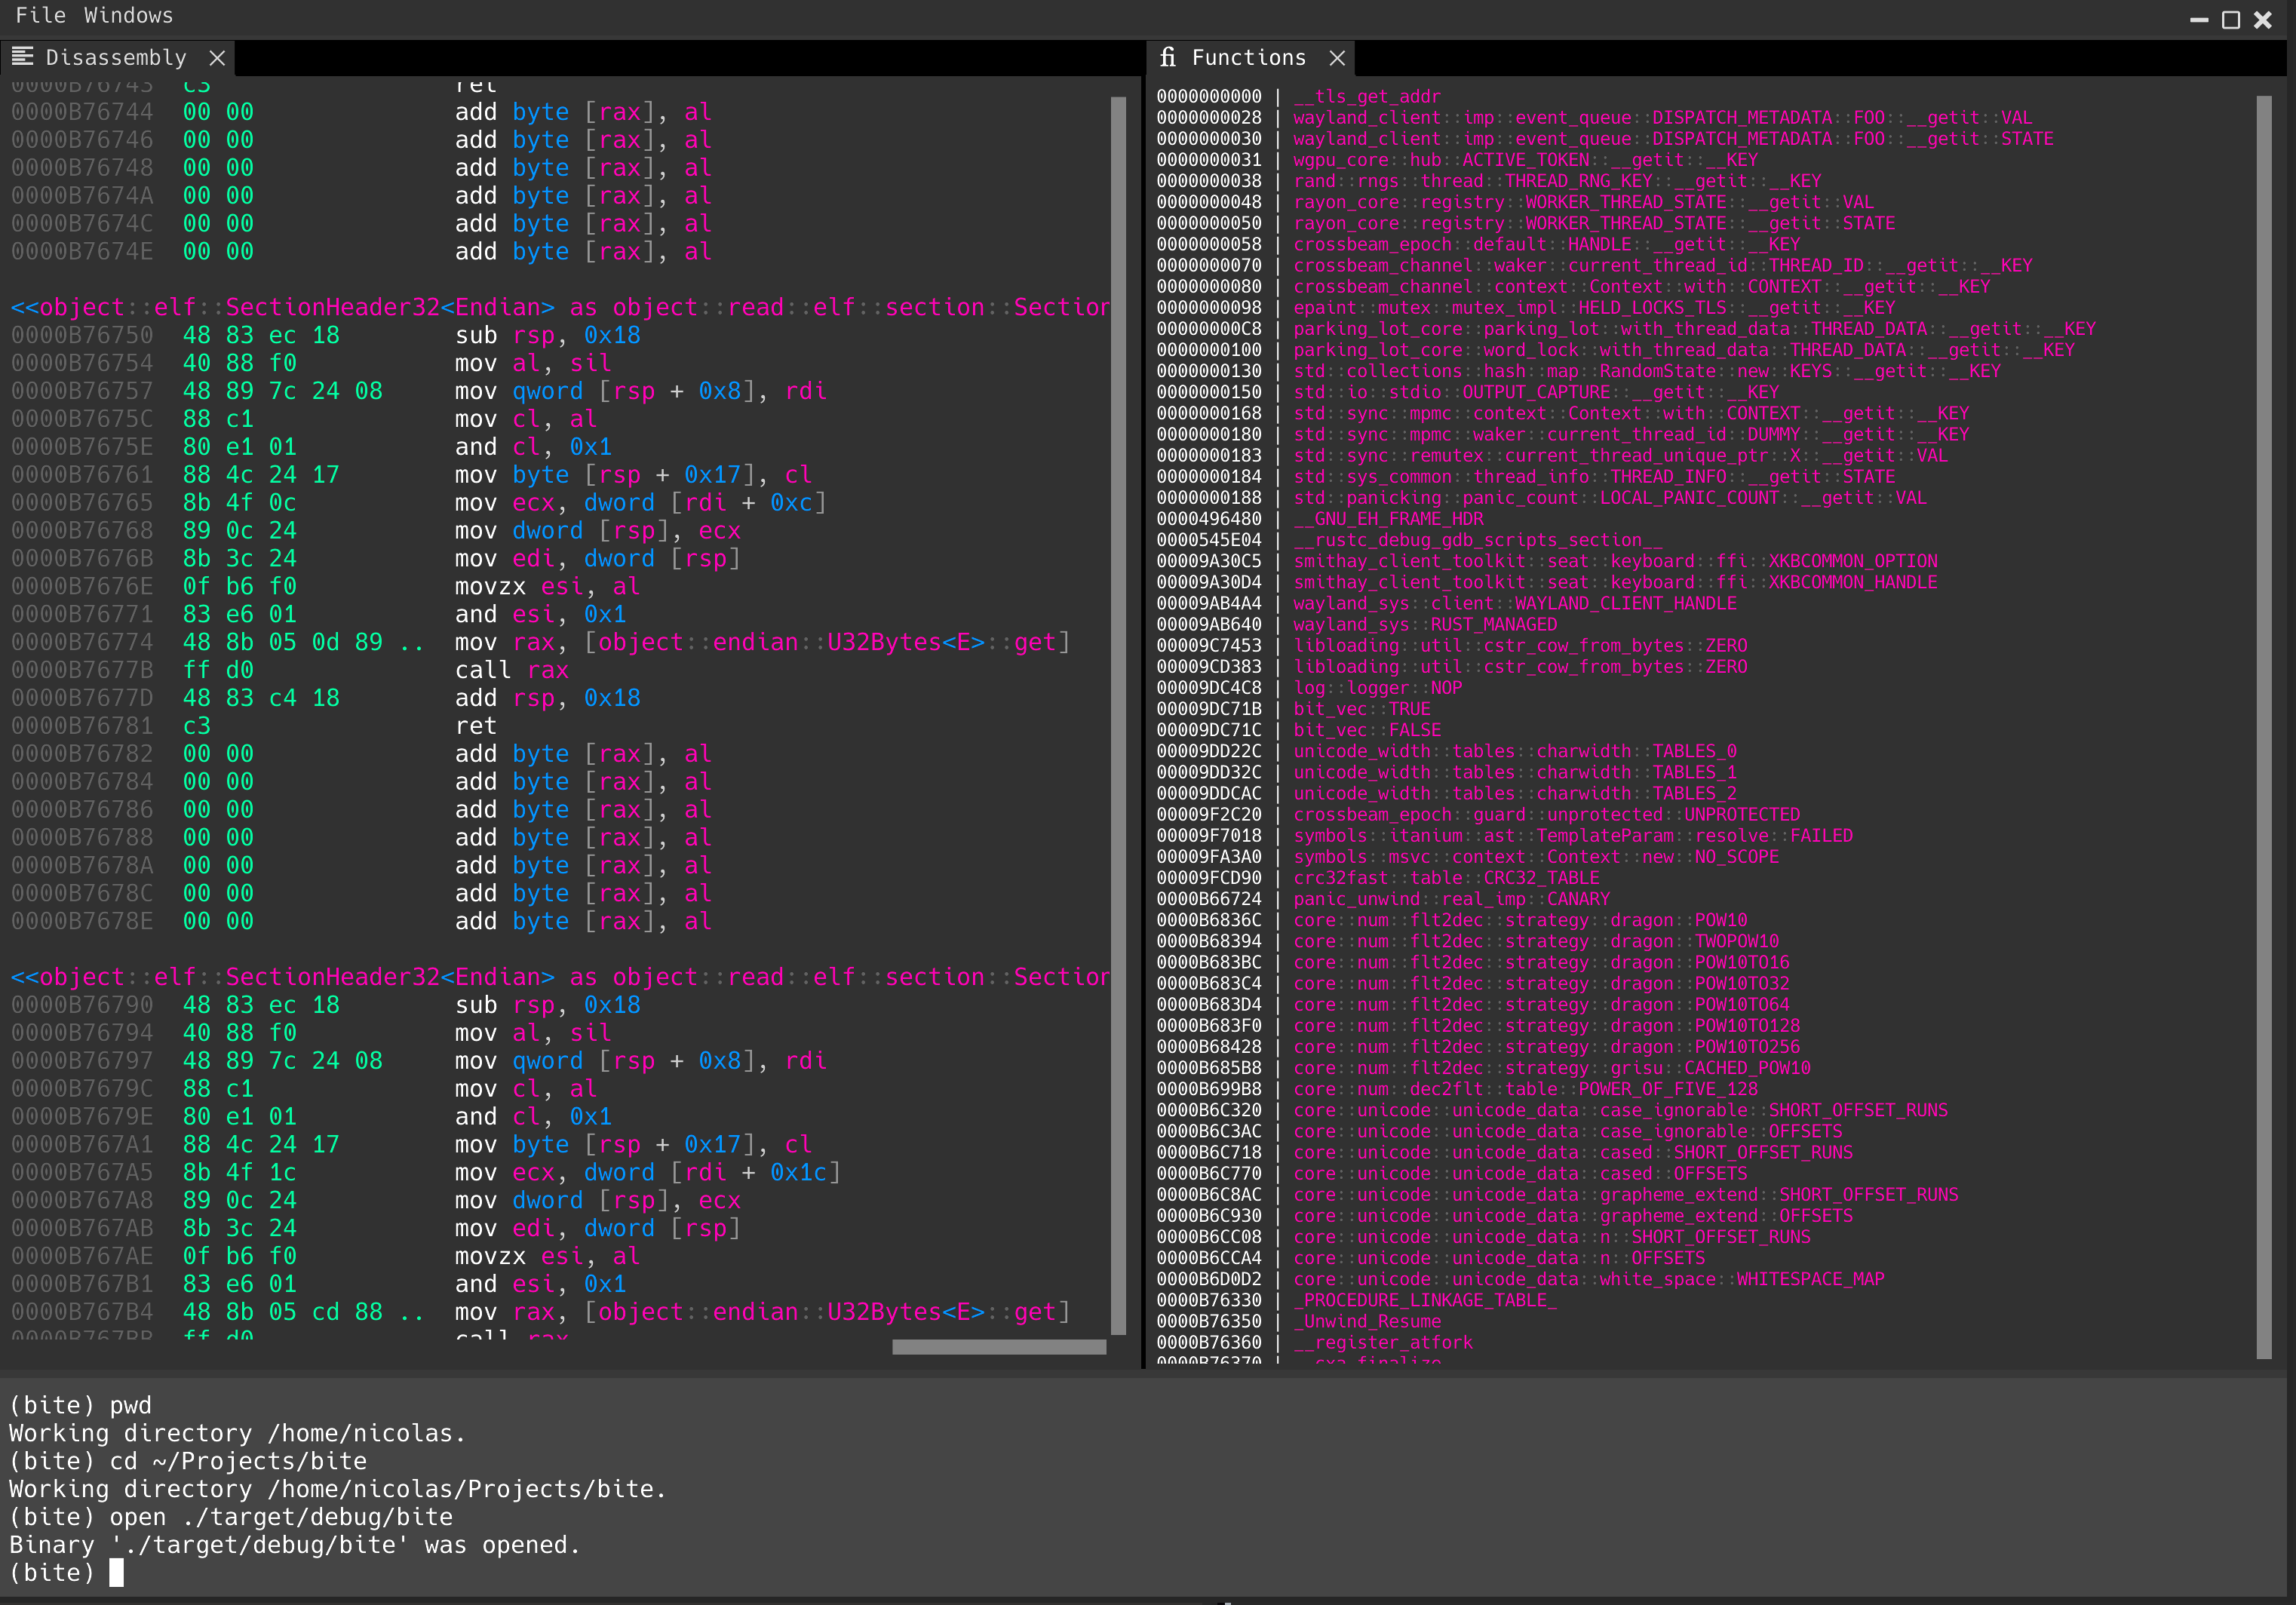 File Windows
Disassembly
0000B76743 c3 ret
0000B76744 00 00 add byte [rax], al
0000B76746 00 00 add byte [rax], al
0000B76748 00 00 add byte [rax], al
0000B7674A 00 00 add byte [rax], al
0000B7674C 00 00 add byte [rax], al
0000B7674E 00 00 add byte [rax], al
<<object::elf::SectionHeader32<Endian> as object::read::elf::section::Section
0000B76750 48 83 ec 18 sub rsp, 0x18
0000B76754 40 88 f0 mov al, sil
0000B76757 48 89 7c 24 08 mov qword [rsp + 0x8], rdi
0000B7675C 88 c1 mov cl, al
0000B7675E 80 e1 01 and cl, 0x1
0000B76761 88 4c 24 17 mov byte [rsp + 0x17], cl
0000B76765 8b 4f 0c mov ecx, dword [rdi + 0xc]
0000B76768 89 0c 24 mov dword [rsp], ecx
0000B7676B 8b 3c 24 mov edi, dword [rsp]
0000B7676E 0f b6 f0 movzx esi, al
0000B76771 83 e6 01 and esi, 0x1
0000B76774 48 8b 05 0d 89 .. mov rax, [object::endian::U32Bytes<E>::get]
0000B7677B ff d0 call rax
0000B7677D 48 83 c4 18 add rsp, 0x18
0000B76781 c3 ret
0000B76782 00 00 add byte [rax], al
0000B76784 00 00 add byte [rax], al
0000B76786 00 00 add byte [rax], al
0000B76788 00 00 add byte [rax], al
0000B7678A 00 00 add byte [rax], al
0000B7678C 00 00 add byte [rax], al
0000B7678E 00 00 add byte [rax], al
<<object::elf::SectionHeader32<Endian> as object::read::elf::section::Section
0000B76790 48 83 ec 18 sub rsp, 0x18
0000B76794 40 88 f0 mov al, sil
0000B76797 48 89 7c 24 08 mov qword [rsp + 0x8], rdi
0000B7679C 88 c1 mov cl, al
0000B7679E 80 e1 01 and cl, 0x1
0000B767A1 88 4c 24 17 mov byte [rsp + 0x17], cl
0000B767A5 8b 4f 1c mov ecx, dword [rdi + 0x1c]
0000B767A8 89 0c 24 mov dword [rsp], ecx
0000B767AB 8b 3c 24 mov edi, dword [rsp]
0000B767AE 0f b6 f0 movzx esi, al
0000B767B1 83 e6 01 and esi, 0x1
0000B767B4 48 8b 05 cd 88 .. mov rax, [object::endian::U32Bytes<E>::get]
0000B767BB ff d0 call rax
fi Functions
0000000000 | __tls_get_addr
0000000028 | wayland_client::imp::event_queue::DISPATCH_METADATA::FOO::__getit::VAL
0000000030 | wayland_client::imp::event_queue::DISPATCH_METADATA::FOO::__getit::STATE
0000000031 | wgpu_core::hub::ACTIVE_TOKEN::__getit::__KEY
0000000038 | rand::rngs::thread::THREAD_RNG_KEY::__getit::__KEY
0000000048 | rayon_core::registry::WORKER_THREAD_STATE::__getit::VAL
0000000050 | rayon_core::registry::WORKER_THREAD_STATE::__getit::STATE
0000000058 | crossbeam_epoch::default::HANDLE::__getit::__KEY
0000000070 | crossbeam_channel::waker::current_thread_id::THREAD_ID::__getit::__KEY
0000000080 | crossbeam_channel::context::Context::with::CONTEXT::__getit::__KEY
0000000098 | epaint::mutex::mutex_impl::HELD_LOCKS_TLS::__getit::__KEY
00000000C8 | parking_lot_core::parking_lot::with_thread_data::THREAD_DATA::__getit::__KEY
0000000100 | parking_lot_core::word_lock::with_thread_data::THREAD_DATA::__getit::__KEY
0000000130 | std::collections::hash::map::RandomState::new::KEYS::__getit::__KEY
0000000150 | std::io::stdio::OUTPUT_CAPTURE::__getit::__KEY
0000000168 | std::sync::mpmc::context::Context::with::CONTEXT::__getit::__KEY
0000000180 | std::sync::mpmc::waker::current_thread_id::DUMMY::__getit::__KEY
0000000183 | std::sync::remutex::current_thread_unique_ptr::X::__getit::VAL
0000000184 | std::sys_common::thread_info::THREAD_INFO::__getit::STATE
0000000188 | std::panicking::panic_count::LOCAL_PANIC_COUNT::__getit::VAL
0000496480 | __GNU_EH_FRAME_HDR
0000545E04 | __rustc_debug_gdb_scripts_section__
00009A30C5 | smithay_client_toolkit::seat::keyboard::ffi::XKBCOMMON_OPTION
00009A30D4 | smithay_client_toolkit::seat::keyboard::ffi::XKBCOMMON_HANDLE
00009AB4A4 | wayland_sys::client::WAYLAND_CLIENT_HANDLE
00009AB640 | wayland_sys::RUST_MANAGED
00009C7453 | libloading::util::cstr_cow_from_bytes::ZERO
00009CD383 | libloading::util::cstr_cow_from_bytes::ZERO
00009DC4C8 | log::logger::NOP
00009DC71B | bit_vec::TRUE
00009DC71C | bit_vec::FALSE
00009DD22C | unicode_width::tables::charwidth::TABLES_0
00009DD32C | unicode_width::tables::charwidth::TABLES_1
00009DDCAC | unicode_width::tables::charwidth::TABLES_2
00009F2C20 | crossbeam_epoch::guard::unprotected::UNPROTECTED
00009F7018 | symbols::itanium::ast::TemplateParam::resolve::FAILED
00009FA3A0 | symbols::msvc::context::Context::new::NO_SCOPE
00009FCD90 | crc32fast::table::CRC32_TABLE
0000B66724 | panic_unwind::real_imp::CANARY
0000B6836C | core::num::flt2dec::strategy::dragon::POW10
0000B68394 | core::num::flt2dec::strategy::dragon::TWOPOW10
0000B683BC | core::num::flt2dec::strategy::dragon::POW10TO16
0000B683C4 | core::num::flt2dec::strategy::dragon::POW10TO32
0000B683D4 | core::num::flt2dec::strategy::dragon::POW10TO64
0000B683F0 | core::num::flt2dec::strategy::dragon::POW10TO128
0000B68428 | core::num::flt2dec::strategy::dragon::POW10TO256
0000B685B8 | core::num::flt2dec::strategy::grisu::CACHED_POW10
0000B699B8 | core::num::dec2flt::table::POWER_OF_FIVE_128
0000B6C320 | core::unicode::unicode_data::case_ignorable::SHORT_OFFSET_RUNS
0000B6C3AC | core::unicode::unicode_data::case_ignorable::OFFSETS
0000B6C718 | core::unicode::unicode_data::cased::SHORT_OFFSET_RUNS
0000B6C770 | core::unicode::unicode_data::cased::OFFSETS
0000B6C8AC | core::unicode::unicode_data::grapheme_extend::SHORT_OFFSET_RUNS
0000B6C930 | core::unicode::unicode_data::grapheme_extend::OFFSETS
0000B6CC08 | core::unicode::unicode_data::n::SHORT_OFFSET_RUNS
0000B6CCA4 | core::unicode::unicode_data::n::OFFSETS
0000B6D0D2 | core::unicode::unicode_data::white_space::WHITESPACE_MAP
0000B76330 | _PROCEDURE_LINKAGE_TABLE_
0000B76350 | _Unwind_Resume
0000B76360 | __register_atfork
0000B76370 | __cxa_finalize
(bite) pwd
Working directory /home/nicolas.
(bite) cd ~/Projects/bite
Working directory /home/nicolas/Projects/bite.
(bite) open ./target/debug/bite
Binary './target/debug/bite' was opened.
(bite)